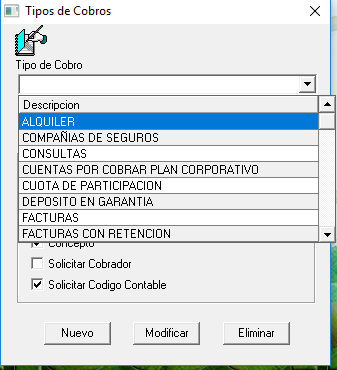 Tipos de Cobros
Tipo de Cobro
Descripcion
ALQUILER
COMPAÑIAS DE SEGUROS
CONSULTAS
CUENTAS POR COBRAR PLAN CORPORATIVO
CUOTA DE PARTICIPACION
DEPOSITO EN GARANTIA
FACTURAS
FACTURAS CON RETENCION
Concepto
Solicitar Cobrador
Solicitar Codigo Contable
Nuevo Modificar Eliminar